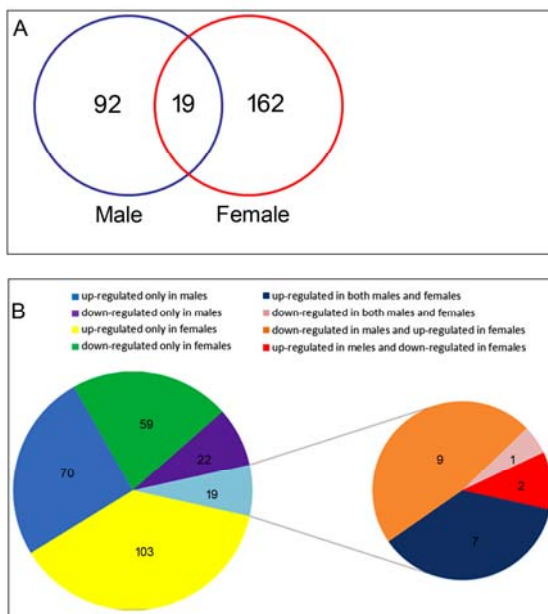 A
92
19
162
Male
Female
B
up-regulated only in males
down-regulated only in males
up-regulated only in females
down-regulated only in females
up-regulated in both males and females
down-regulated in both males and females
down-regulated in males and up-regulated in females
up-regulated in meles and down-regulated in females
59
22
70
19
103
9
1
2
7